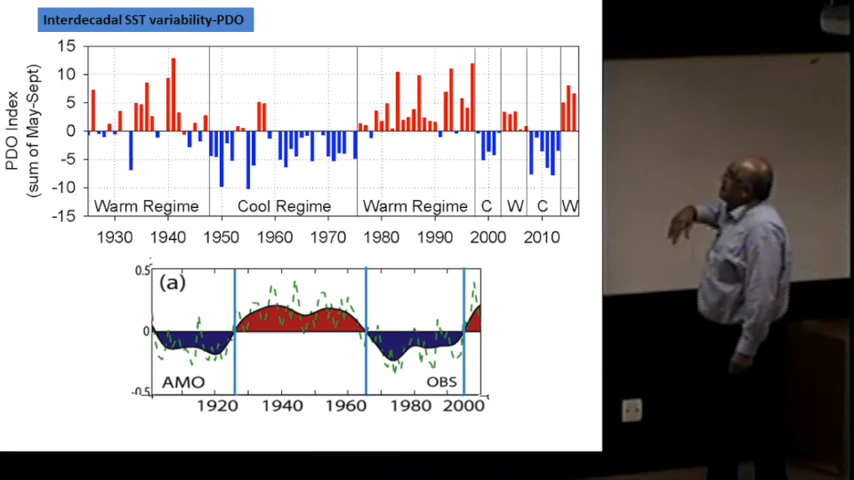 Interdecadal SST variability-PDO
15
10
5
0
-5
-10
-15
PDO Index
(sum of May-Sept)
Warm Regime
Cool Regime
Warm Regime
C
W
C
W
1930
1940
1950
1960
1970
1980
1990
2000
2010
0.5
0
-0.5
(a)
AMO
OBS
1920
1940
1960
1980
2000